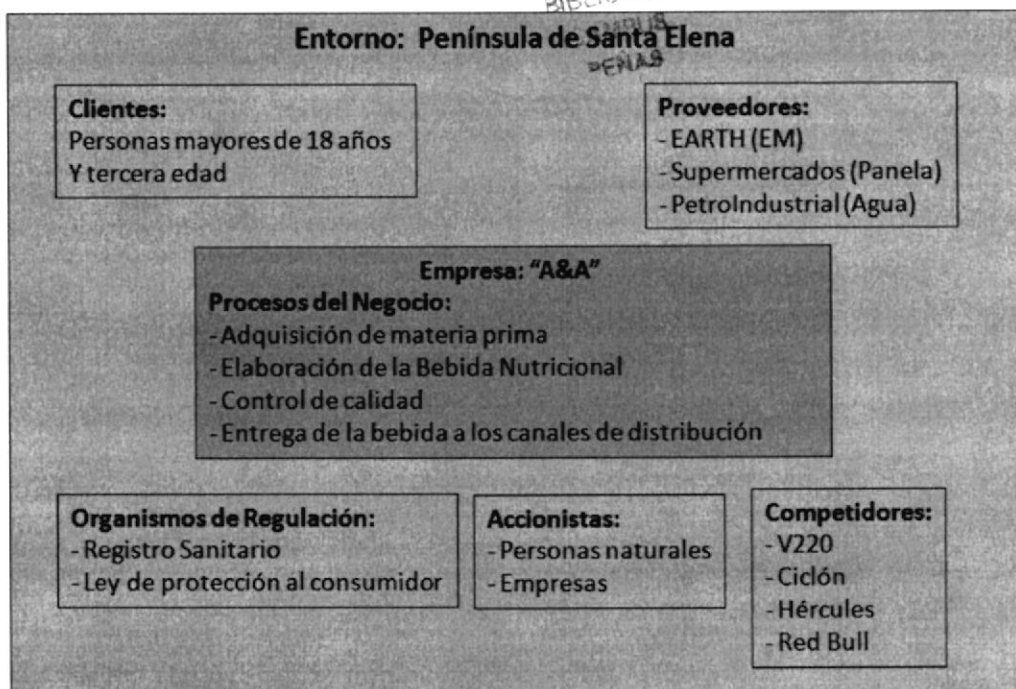 Entorno: Península de Santa Elena
PEÑAS
Clientes:
Personas mayores de 18 años
Y tercera edad
Proveedores:
- EARTH (EM)
- Supermercados (Panela)
- PetroIndustrial (Agua)
Empresa: “A&A”
Procesos del Negocio:
- Adquisición de materia prima
- Elaboración de la Bebida Nutricional
- Control de calidad
- Entrega de la bebida a los canales de distribución
Organismos de Regulación:
- Registro Sanitario
- Ley de protección al consumidor
Accionistas:
- Personas naturales
- Empresas
Competidores:
- V220
- Ciclón
- Hércules
- Red Bull